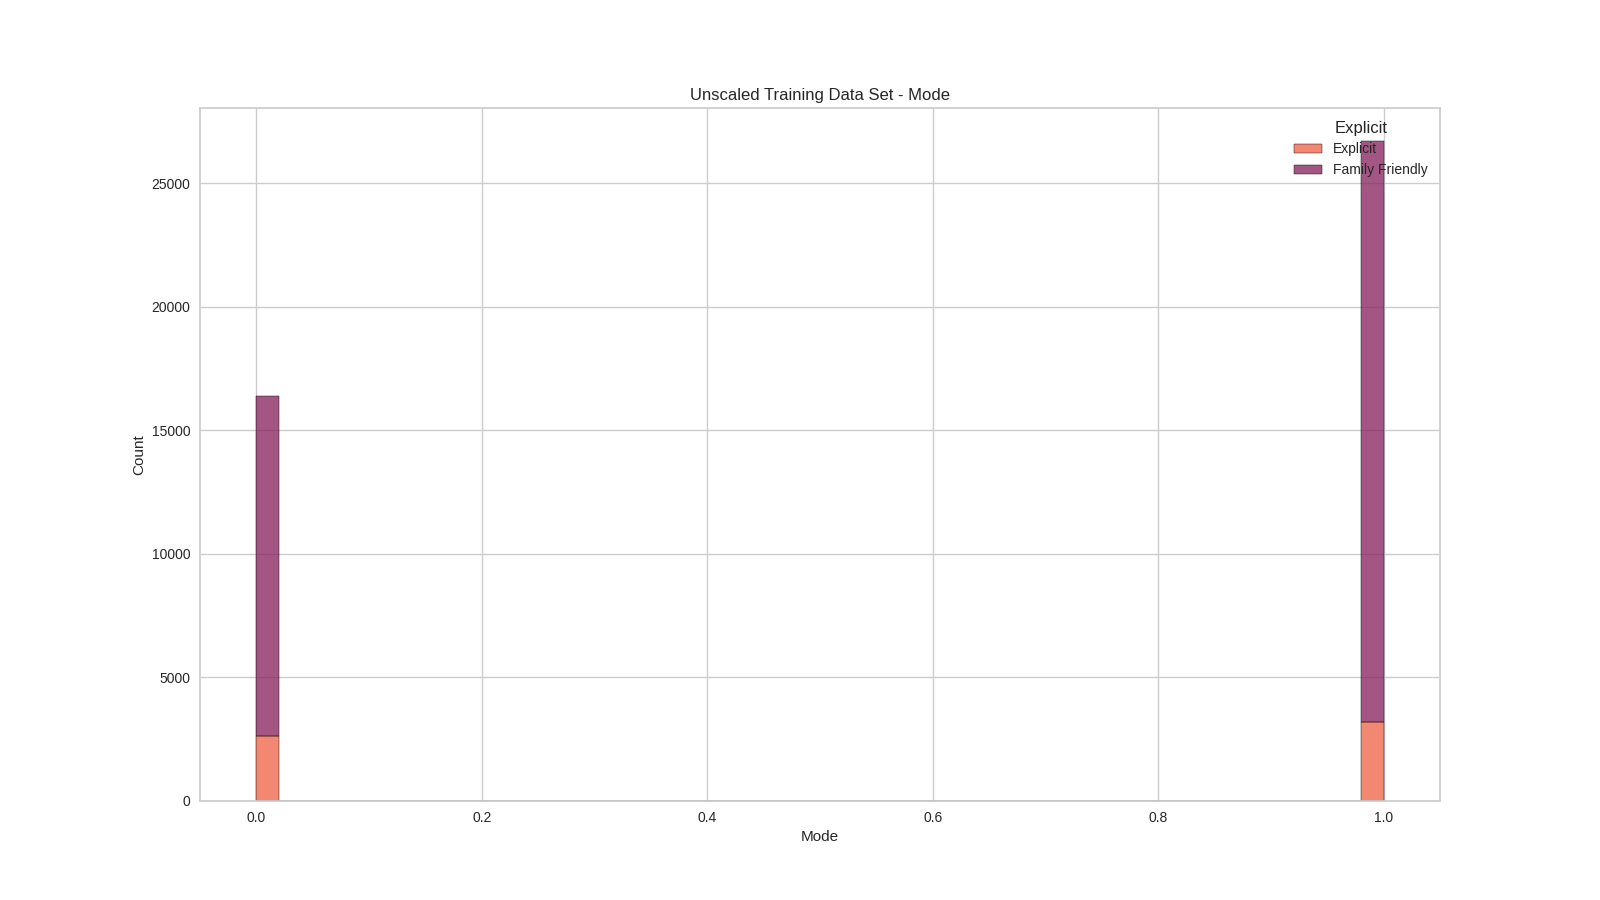 Unscaled Training Data Set - Mode
Explicit
Explicit
Family Friendly
25000
20000
15000
10000
5000
0
Count
0.0 0.2 0.4 0.6 0.8 1.0
Mode